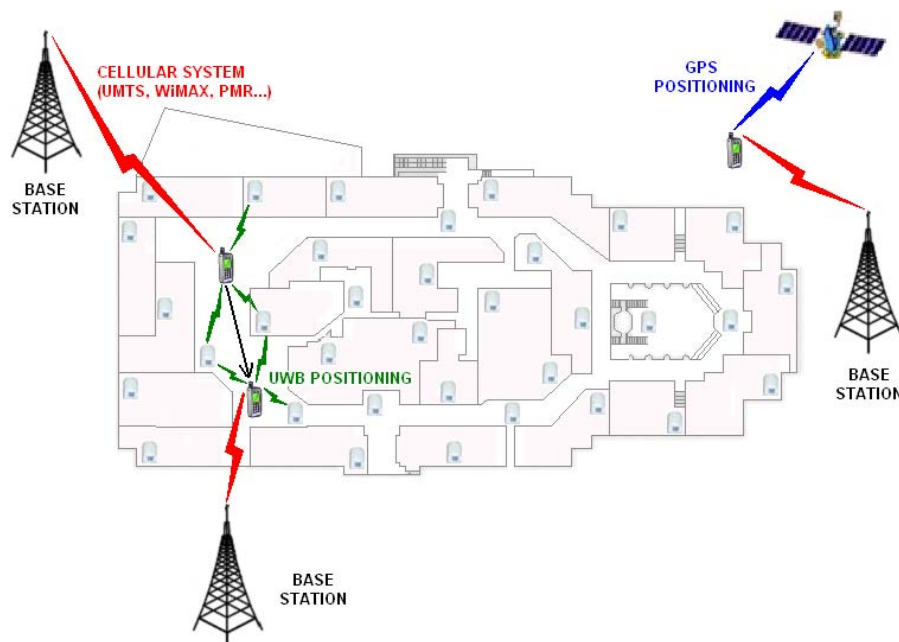 CELLULAR SYSTEM
(UMTS, WiMAX, PMR...)
GPS
POSITIONING
BASE
STATION
UWB POSITIONING
BASE
STATION
BASE
STATION